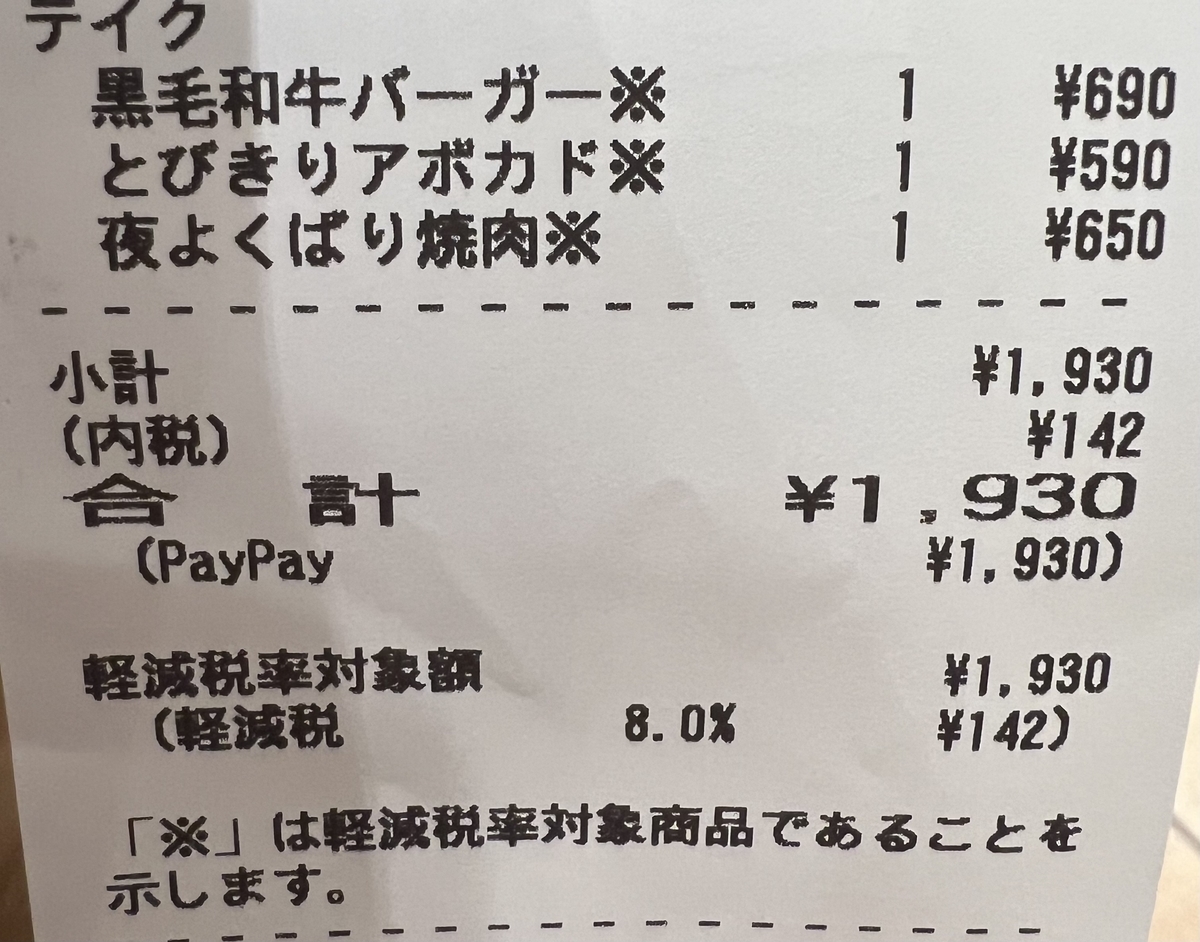 テイク
黒毛和牛バーガー※ 1 ¥690
とびきりアボカド※ 1 ¥590
夜よくばり焼肉※ 1 ¥650
小計 ¥1,930
(内税) ¥142
合 計 ¥1,930
(PayPay ¥1,930)
軽減税率対象額 ¥1,930
(軽減税 8.0% ¥142)
「※」は軽減税率対象商品であることを
示します。